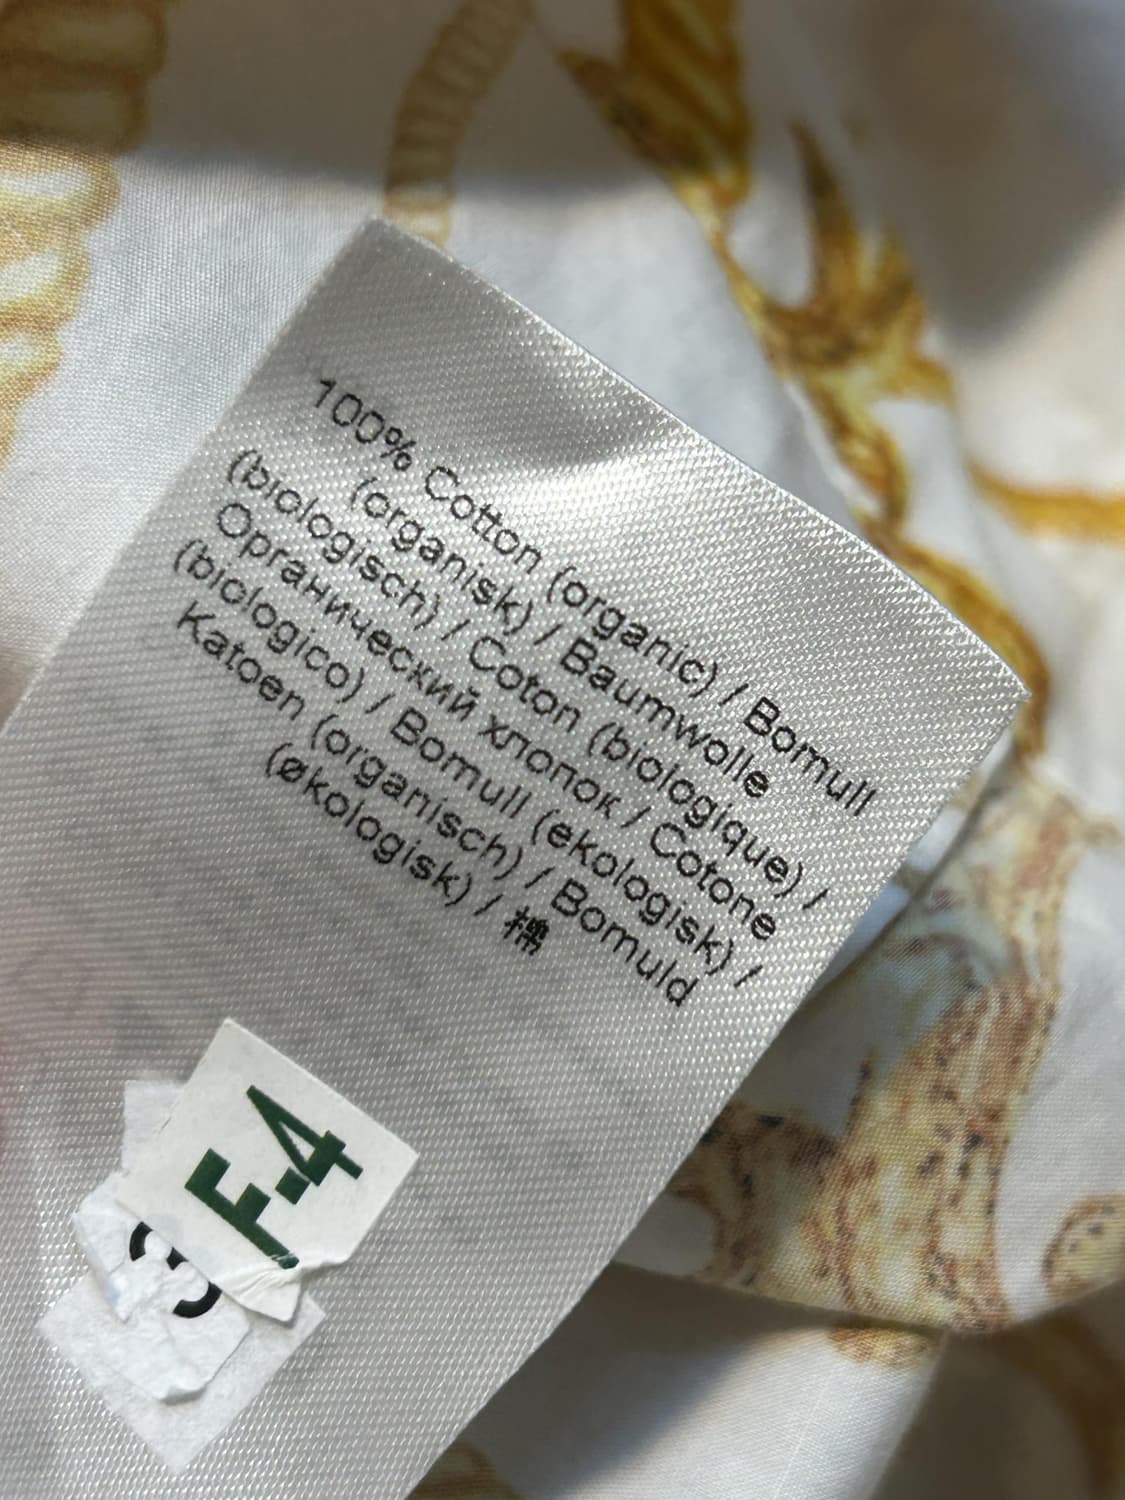 100% Cotton (organic) / Bomull
(organisk) / Baumwolle
(biologisch) / Coton (biologique) /
Органический хлопок / Cotone
(biologico) / Bomull (ekologisk) /
Katoen (organisch) / Bomuld
(økologisk) / 棉
F.4